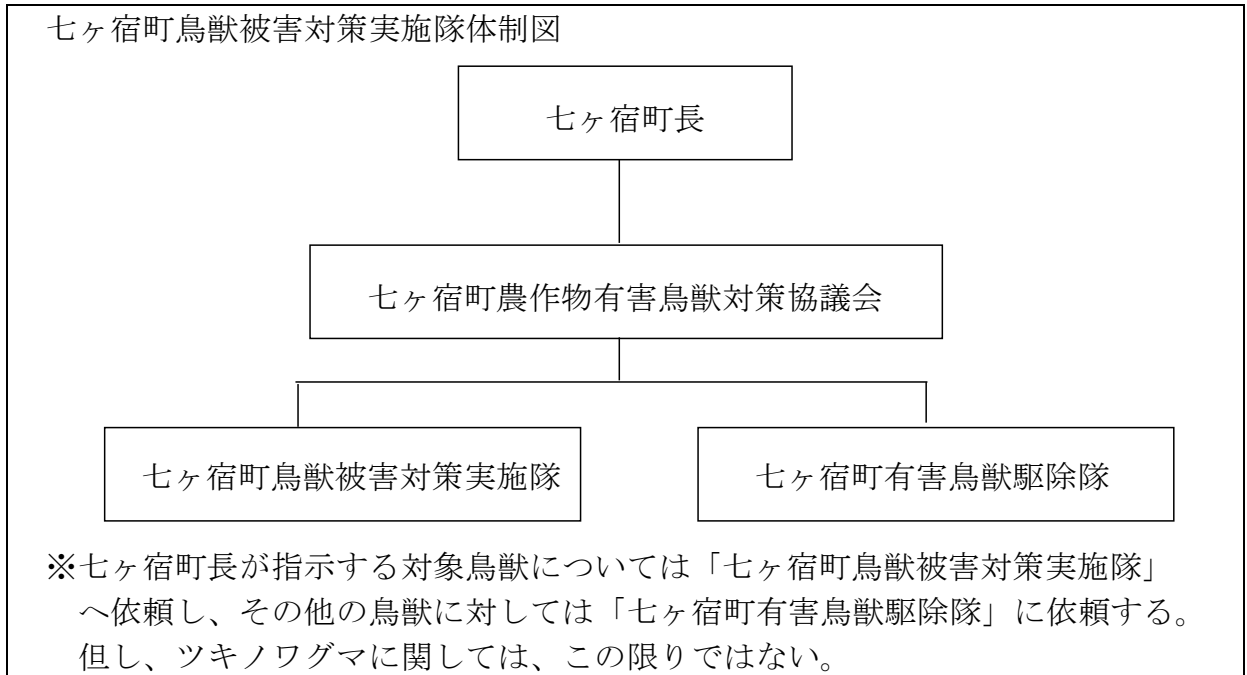 七ヶ宿町鳥獣被害対策実施隊体制図
七ヶ宿町長
七ヶ宿町農作物有害鳥獣対策協議会
七ヶ宿町鳥獣被害対策実施隊
七ヶ宿町有害鳥獣駆除隊
※七ヶ宿町長が指示する対象鳥獣については「七ヶ宿町鳥獣被害対策実施隊」
へ依頼し、その他の鳥獣に対しては「七ヶ宿町有害鳥獣駆除隊」に依頼する。
但し、ツキノワグマに関しては、この限りではない。